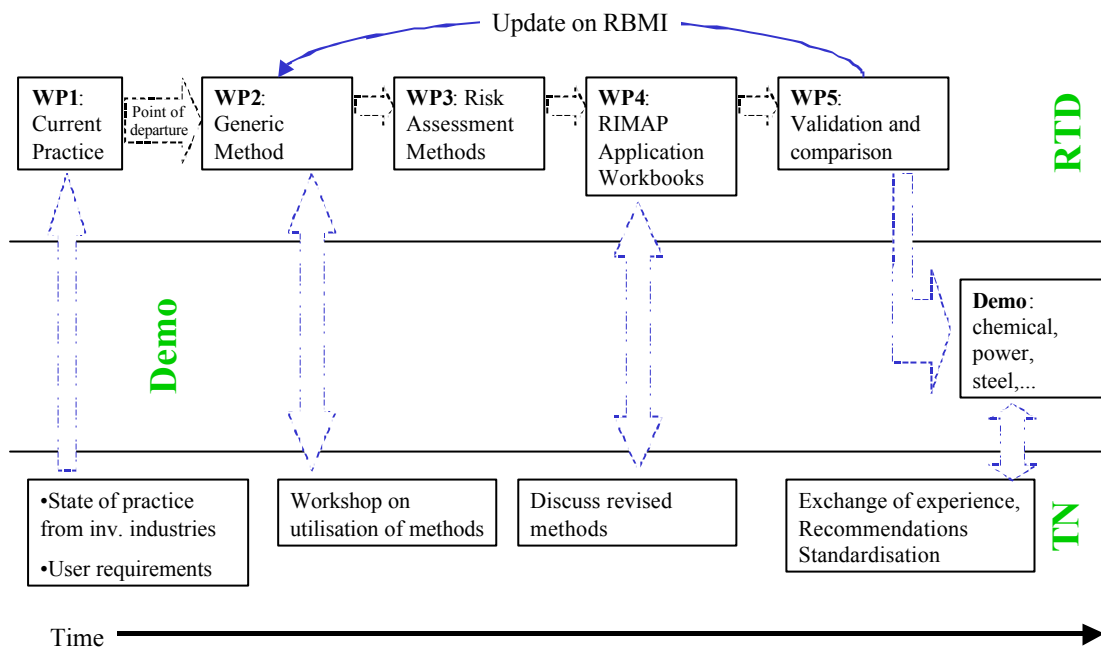 Update on RBMI
WP1:
Current
Practice
Point of
departure
WP2:
Generic
Method
WP3: Risk
Assessment
Methods
WP4:
RIMAP
Application
Workbooks
WP5:
Validation and
comparison
RTD
Demo
Demo:
chemical,
power,
steel,...
•State of practice
from inv. industries
•User requirements
Workshop on
utilisation of methods
Discuss revised
methods
Exchange of experience,
Recommendations
Standardisation
TN
Time